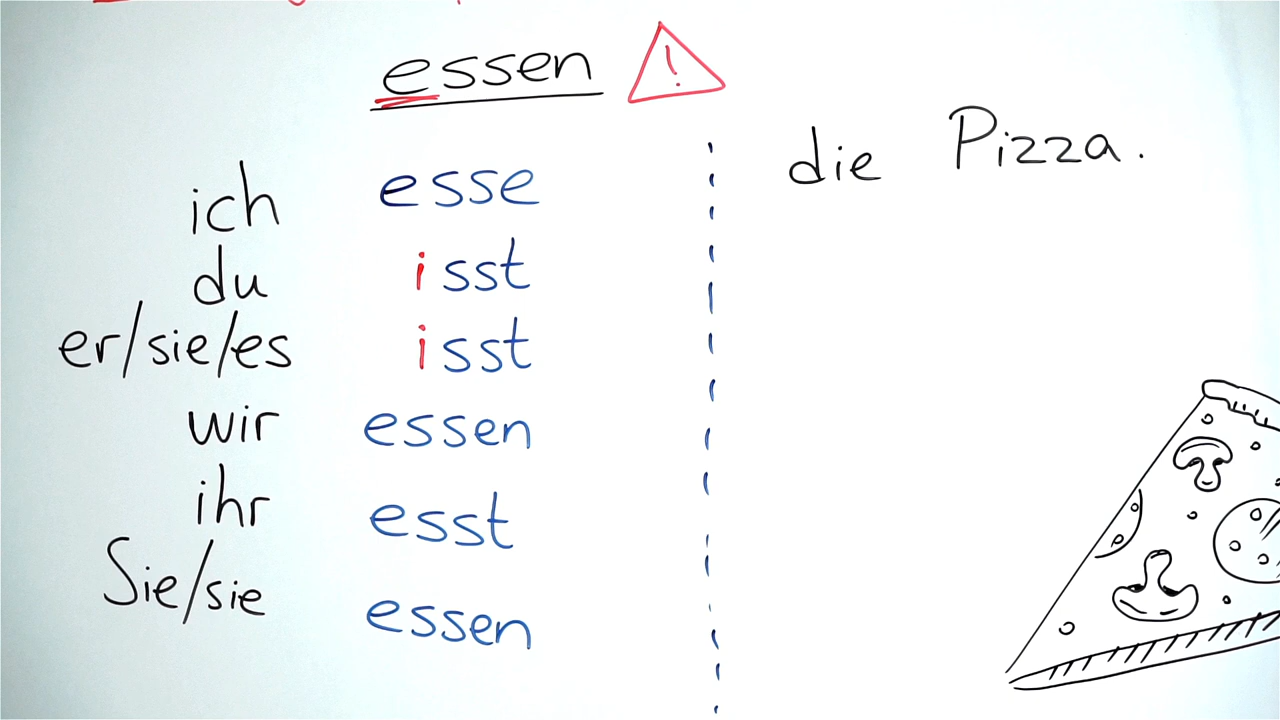 essen !
die Pizza.
ich esse
du isst
er/sie/es isst
wir essen
ihr esst
Sie/sie essen